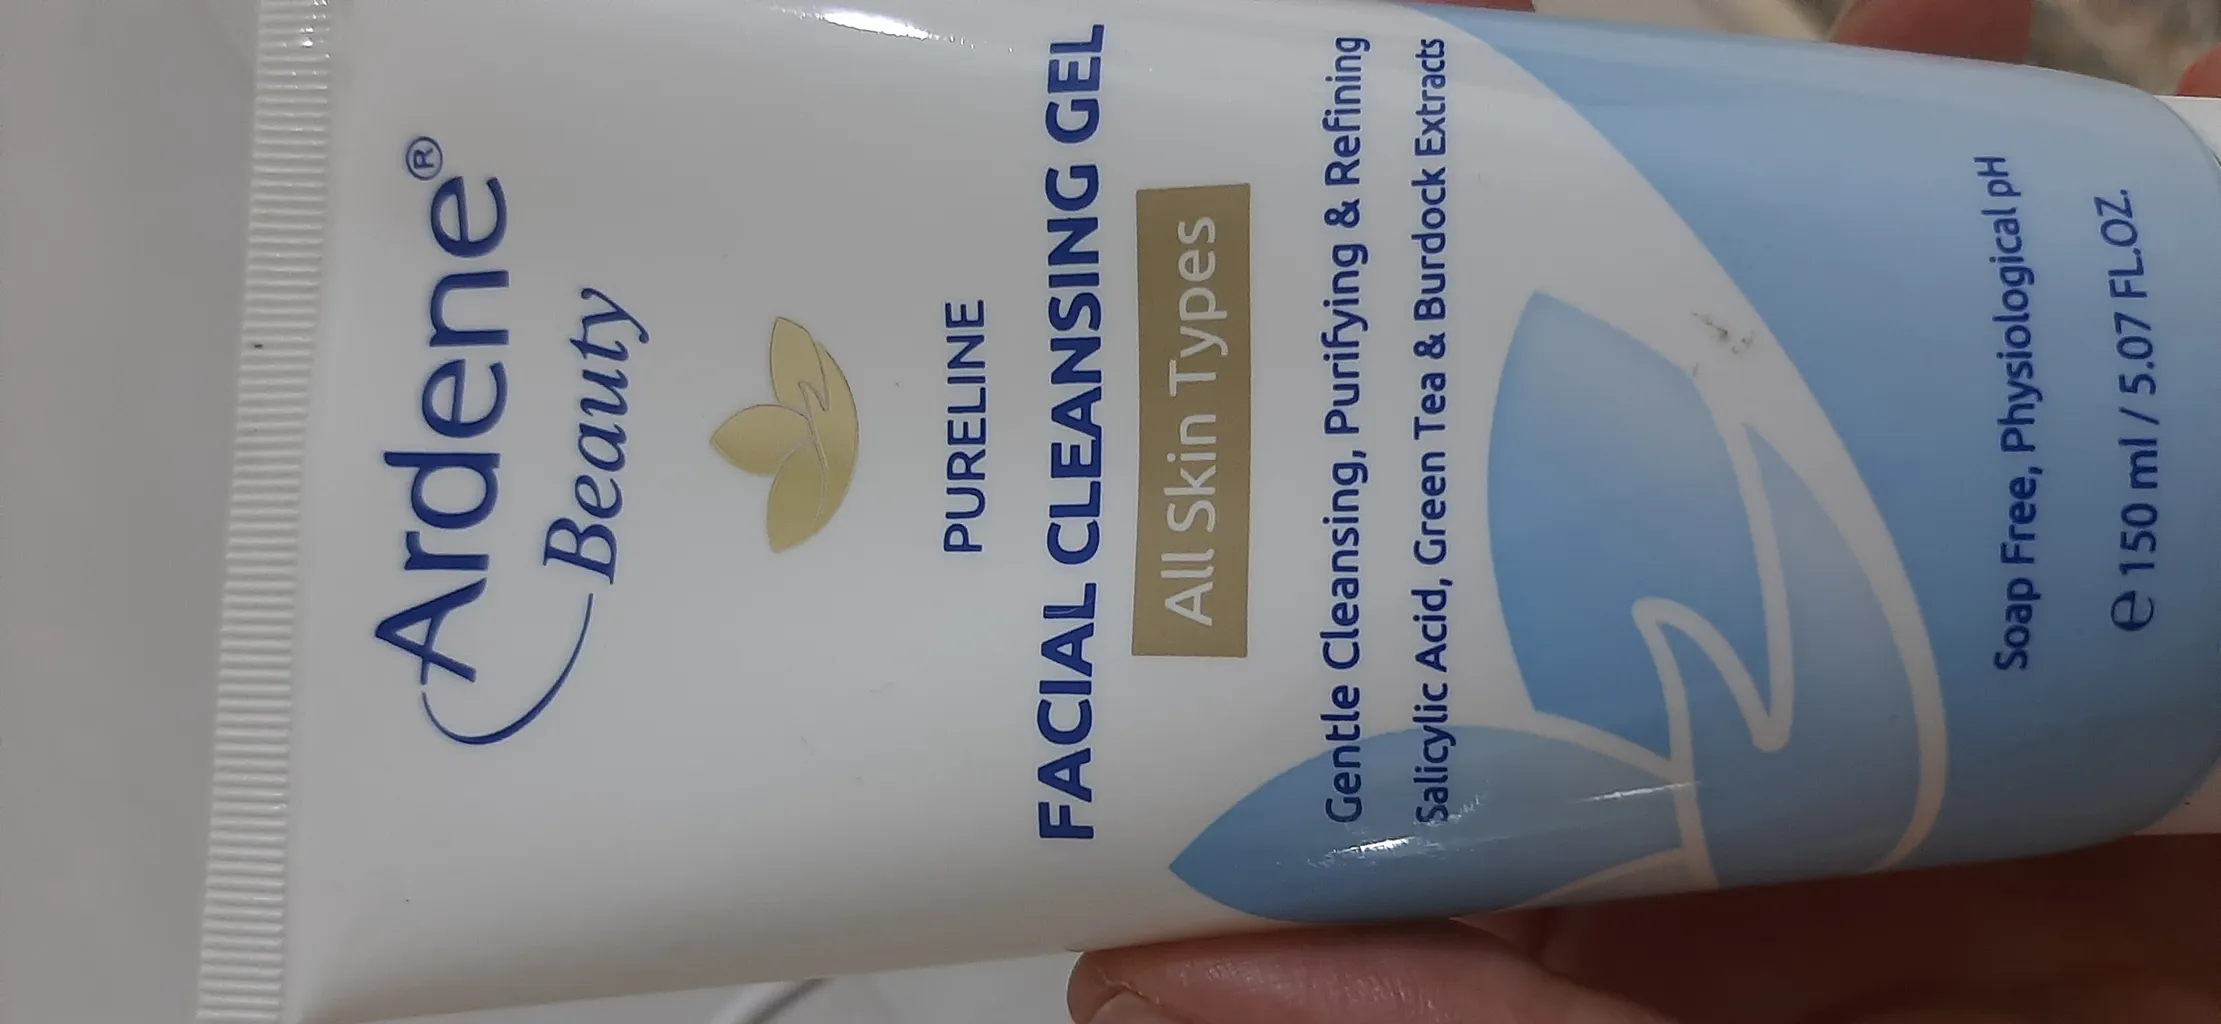 Ardene®
Beauty
PURELINE
FACIAL CLEANSING GEL
All Skin Types
Gentle Cleansing, Purifying & Refining
Salicylic Acid, Green Tea & Burdock Extracts
Soap Free, Physiological pH
℮ 150 ml / 5.07 FL.OZ.